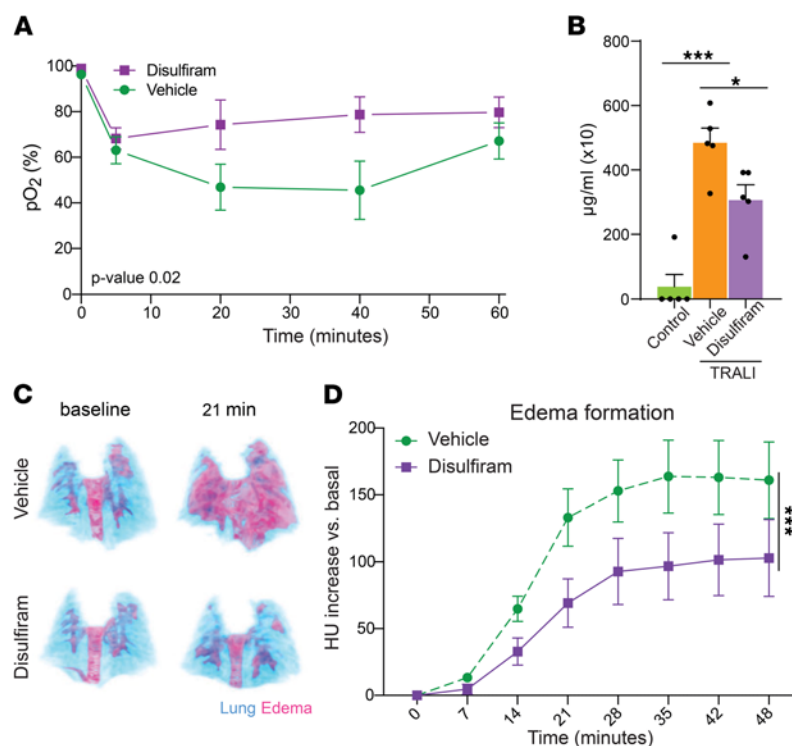 A
Disulfiram
Vehicle
pO2 (%)
100
80
60
40
20
0
p-value 0.02
0 10 20 30 40 50 60
Time (minutes)
B
***
*
µg/ml (x10)
800
600
400
200
0
Control
Vehicle
Disulfiram
TRALI
C
baseline 21 min
Vehicle
Disulfiram
Lung Edema
D
Edema formation
Vehicle
Disulfiram
HU increase vs. basal
200
150
100
50
0
***
0 7 14 21 28 35 42 48
Time (minutes)